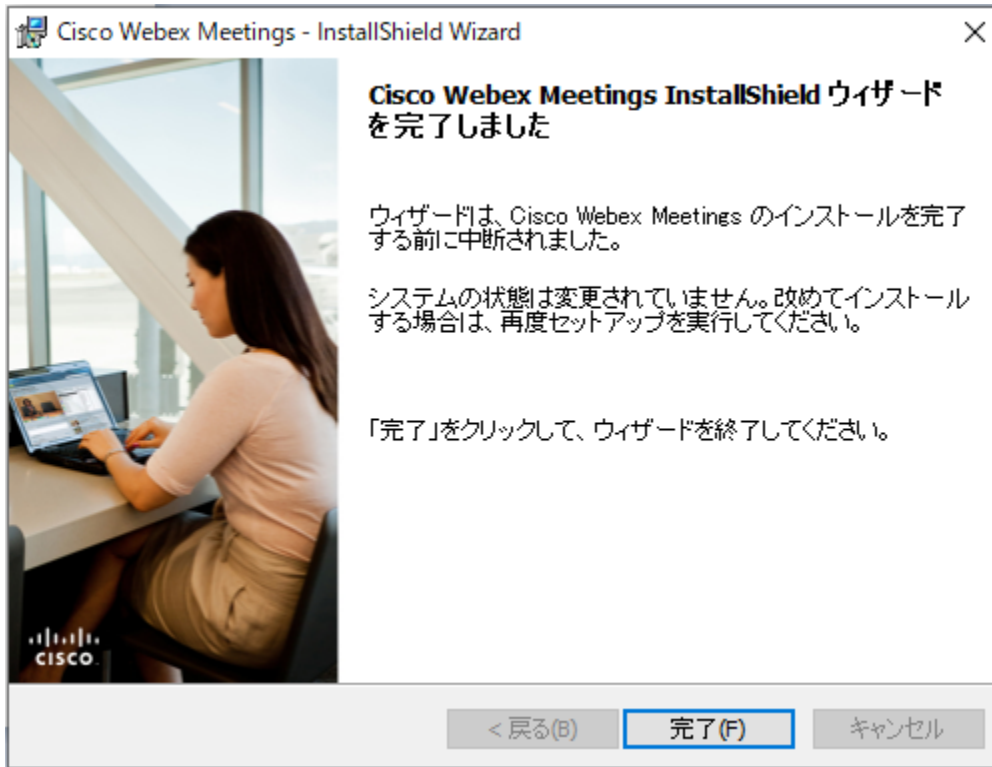 Cisco Webex Meetings - InstallShield Wizard
Cisco Webex Meetings InstallShield ウィザード
を完了しました
ウィザードは、Cisco Webex Meetings のインストールを完了
する前に中断されました。
システムの状態は変更されていません。改めてインストール
する場合は、再度セットアップを実行してください。
「完了」をクリックして、ウィザードを終了してください。
CISCO
< 戻る(B)
完了(F)
キャンセル